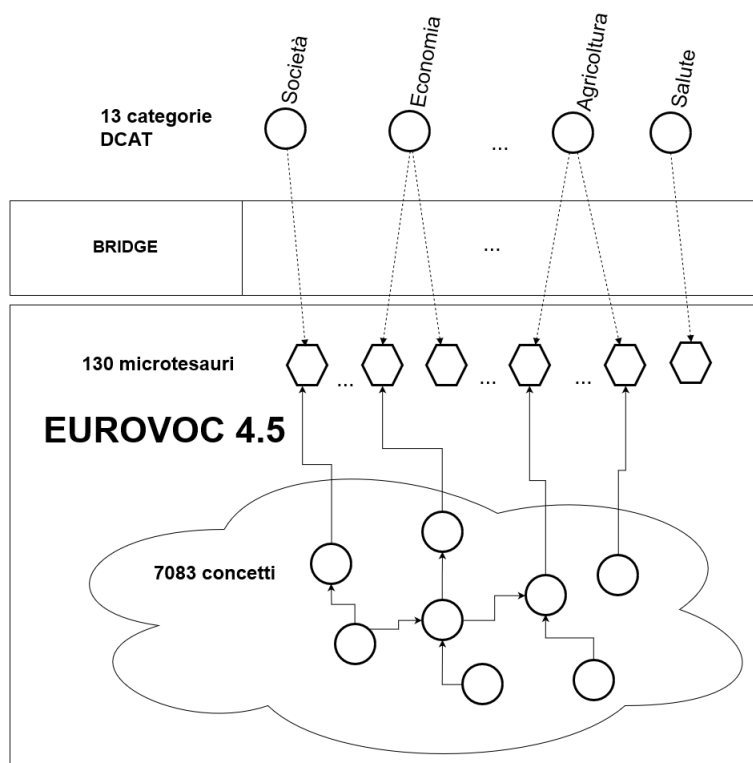 Società
Economia
Agricoltura
Salute
13 categorie
DCAT
...
BRIDGE
...
130 microtesauri
...
...
...
EUROVOC 4.5
7083 concetti